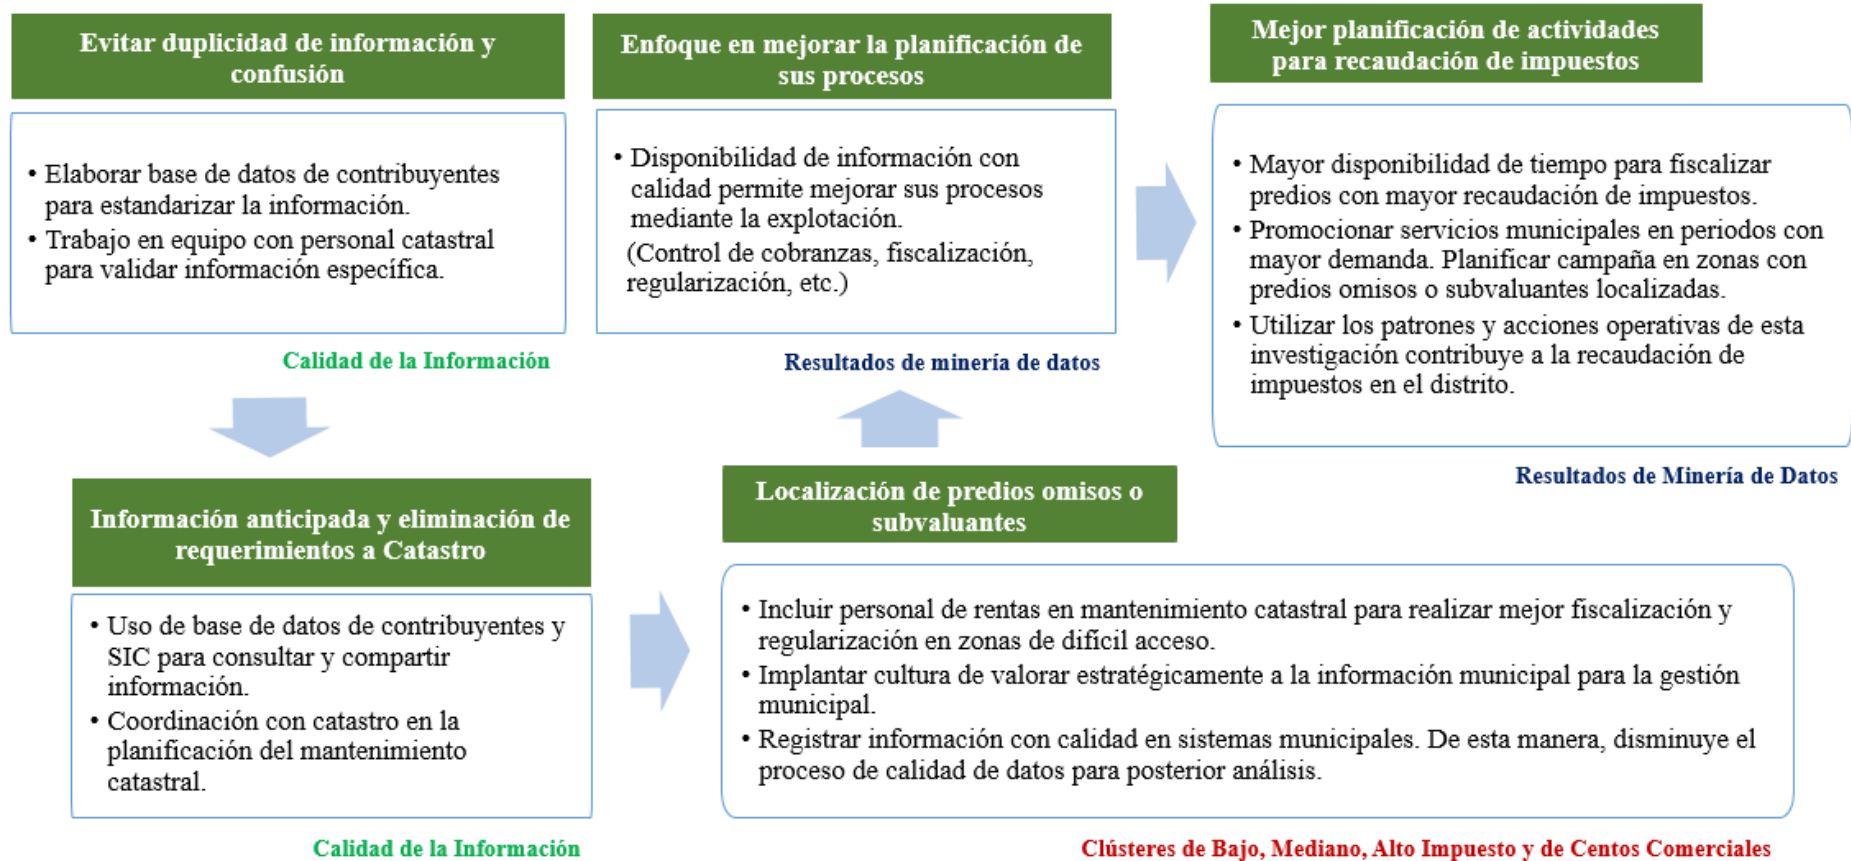 Evitar duplicidad de información y
confusión
• Elaborar base de datos de contribuyentes
para estandarizar la información.
• Trabajo en equipo con personal catastral
para validar información específica.
Calidad de la Información
Información anticipada y eliminación de
requerimientos a Catastro
• Uso de base de datos de contribuyentes y
SIC para consultar y compartir
información.
• Coordinación con catastro en la
planificación del mantenimiento
catastral.
Calidad de la Información
Localización de predios omisos o
subvaluantes
• Incluir personal de rentas en mantenimiento catastral para realizar mejor fiscalización y
regularización en zonas de difícil acceso.
• Implantar cultura de valorar estratégicamente a la información municipal para la gestión
municipal.
• Registrar información con calidad en sistemas municipales. De esta manera, disminuye el
proceso de calidad de datos para posterior análisis.
Clústeres de Bajo, Mediano, Alto Impuesto y de Centos Comerciales
Enfoque en mejorar la planificación de
sus procesos
• Disponibilidad de información con
calidad permite mejorar sus procesos
mediante la explotación.
(Control de cobranzas, fiscalización,
regularización, etc.)
Resultados de minería de datos
Mejor planificación de actividades
para recaudación de impuestos
• Mayor disponibilidad de tiempo para fiscalizar
predios con mayor recaudación de impuestos.
• Promocionar servicios municipales en periodos con
mayor demanda. Planificar campaña en zonas con
predios omisos o subvaluantes localizadas.
• Utilizar los patrones y acciones operativas de esta
investigación contribuye a la recaudación de
impuestos en el distrito.
Resultados de Minería de Datos